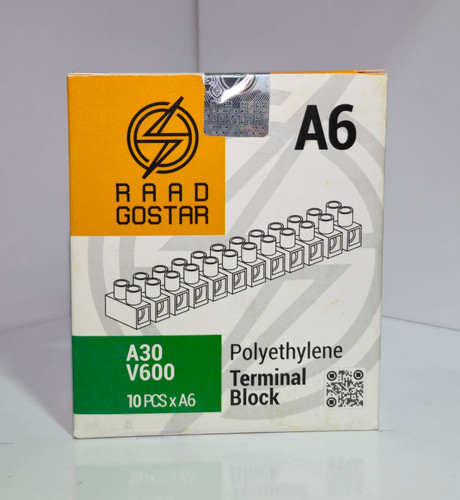 A6
RAAD
GOSTAR
A30
V600
10 PCS x A6
Polyethylene
Terminal
Block